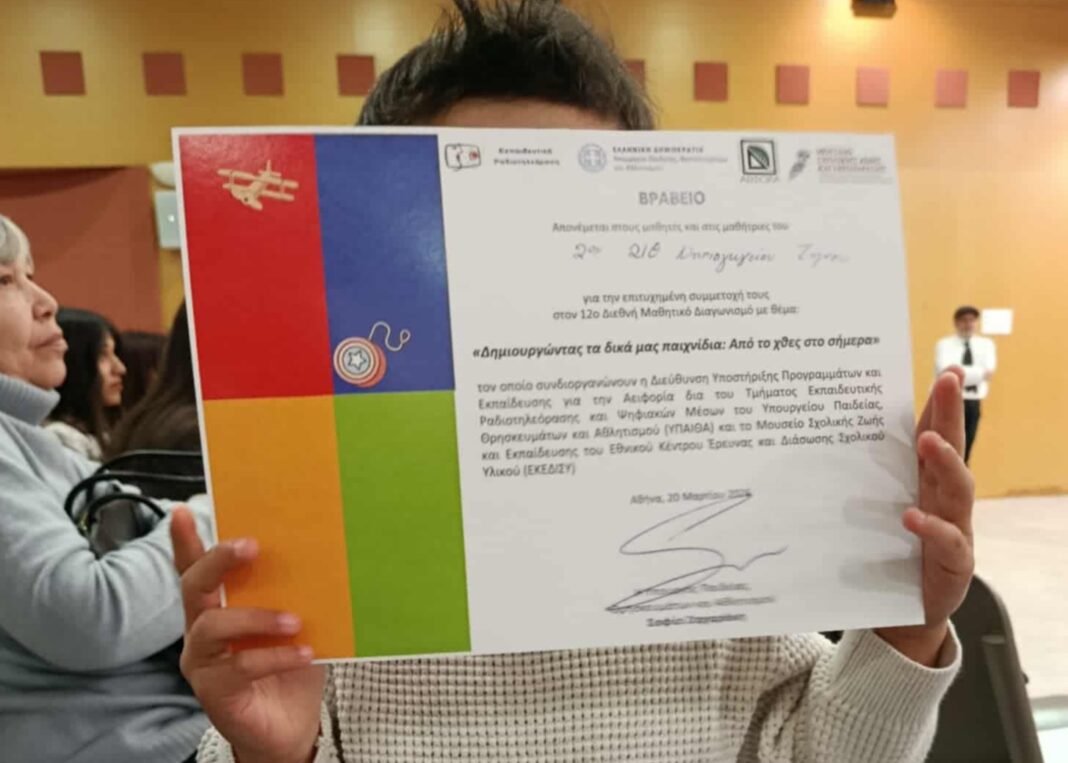 Εκπαιδευτική
Ραδιοτηλεόραση
ΕΛΛΗΝΙΚΗ ΔΗΜΟΚΡΑΤΙΑ
ΒΡΑΒΕΙΟ
Απονέμεται στους μαθητές και στις μαθήτριες του
2ου 2/Θ Νηπιαγωγείου
για την επιτυχημένη συμμετοχή τους
στον 12ο Διεθνή Μαθητικό Διαγωνισμό με θέμα:
«Δημιουργώντας τα δικά μας παιχνίδια: Από το χθες στο σήμερα»
τον οποίο συνδιοργανώνουν η Διεύθυνση Υποστήριξης Προγραμμάτων και
Εκπαίδευσης για την Αειφορία δια του Τμήματος Εκπαιδευτικής
Ραδιοτηλεόρασης και Ψηφιακών Μέσων του Υπουργείου Παιδείας,
Θρησκευμάτων και Αθλητισμού (ΥΠΑΙΘΑ) και το Μουσείο Σχολικής Ζωής
και Εκπαίδευσης του Εθνικού Κέντρου Έρευνας και Διάσωσης Σχολικού
Υλικού (ΕΚΕΔΙΣΥ)
Αθήνα, 20 Μαρτίου